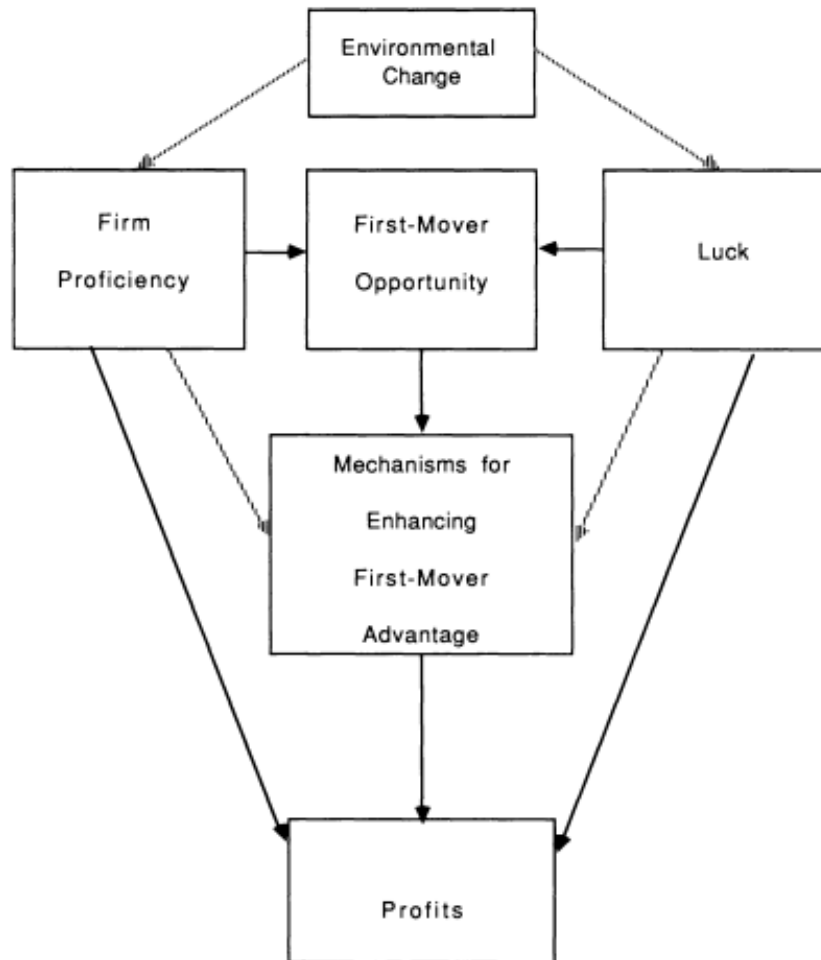 Environmental
Change
Firm
Proficiency
First-Mover
Opportunity
Luck
Mechanisms for
Enhancing
First-Mover
Advantage
Profits